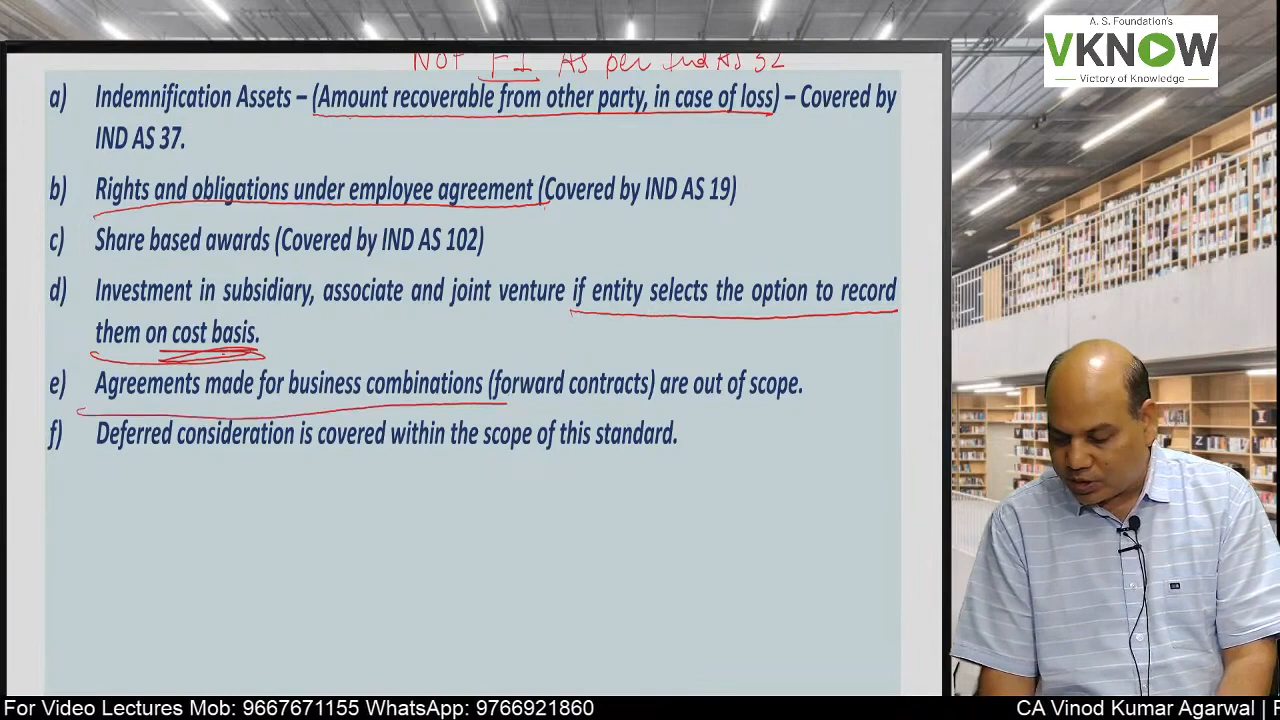 A. S. Foundation's
VKNOW
Victory of Knowledge
NOT FI As per Ind AS 32
a) Indemnification Assets – (Amount recoverable from other party, in case of loss) – Covered by
IND AS 37.
b) Rights and obligations under employee agreement (Covered by IND AS 19)
c) Share based awards (Covered by IND AS 102)
d) Investment in subsidiary, associate and joint venture if entity selects the option to record
them on cost basis.
e) Agreements made for business combinations (forward contracts) are out of scope.
f) Deferred consideration is covered within the scope of this standard.
For Video Lectures Mob: 9667671155 WhatsApp: 9766921860
CA Vinod Kumar Agarwal |